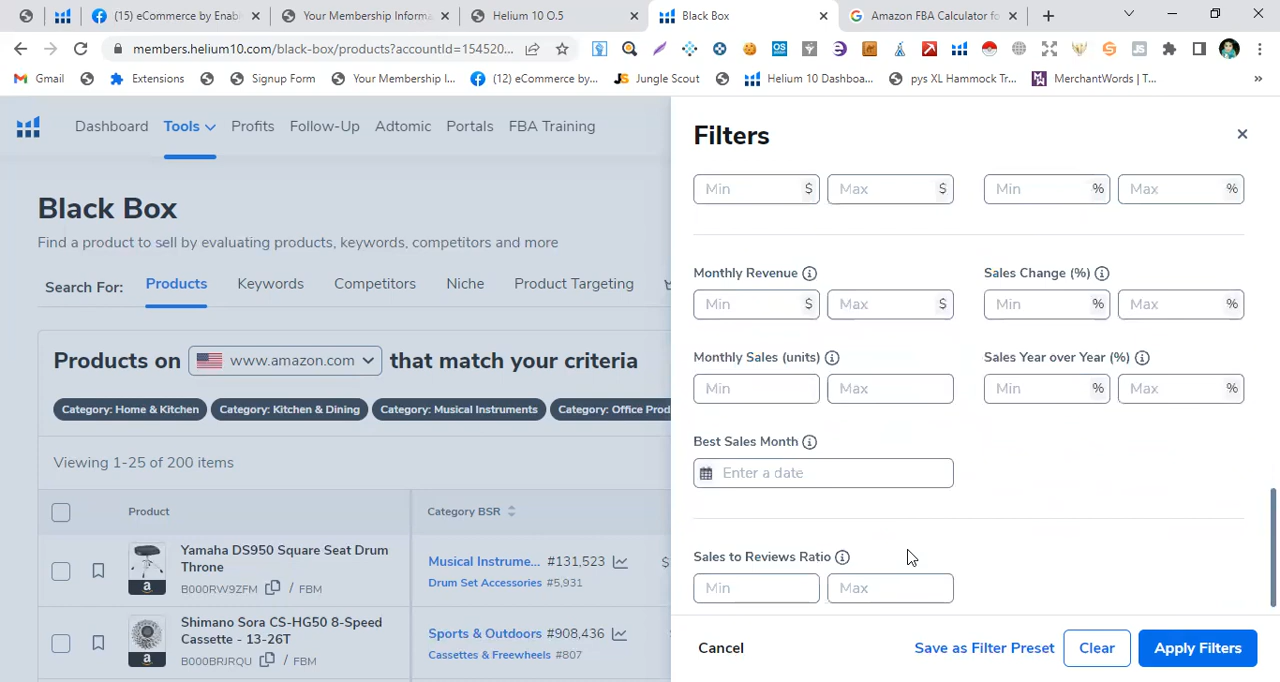 (15) eCommerce by Enabl
Your Membership Informa
Helium 10 O.5
Black Box
Amazon FBA Calculator fo
members.helium10.com/black-box/products?accountId=154520...
Gmail
Extensions
Signup Form
Your Membership I...
(12) eCommerce by...
Jungle Scout
Helium 10 Dashboa...
pys XL Hammock Tr...
MerchantWords | T...
Dashboard
Tools
Profits
Follow-Up
Adtomic
Portals
FBA Training
Black Box
Find a product to sell by evaluating products, keywords, competitors and more
Search For:
Products
Keywords
Competitors
Niche
Product Targeting
Products on www.amazon.com that match your criteria
Category: Home & Kitchen
Category: Kitchen & Dining
Category: Musical Instruments
Category: Office Prod
Viewing 1-25 of 200 items
Product
Category BSR
Yamaha DS950 Square Seat Drum
Throne
B000RW9ZFM / FBM
Musical Instrume... #131,523
$
Drum Set Accessories #5,931
Shimano Sora CS-HG50 8-Speed
Cassette - 13-26T
B000BRJRQU / FBM
Sports & Outdoors #908,436
Cassettes & Freewheels #807
Filters
Min $ Max $ Min % Max %
Monthly Revenue
Sales Change (%)
Min $ Max $ Min % Max %
Monthly Sales (units)
Sales Year over Year (%)
Min Max Min % Max %
Best Sales Month
Enter a date
Sales to Reviews Ratio
Min Max
Cancel
Save as Filter Preset
Clear
Apply Filters